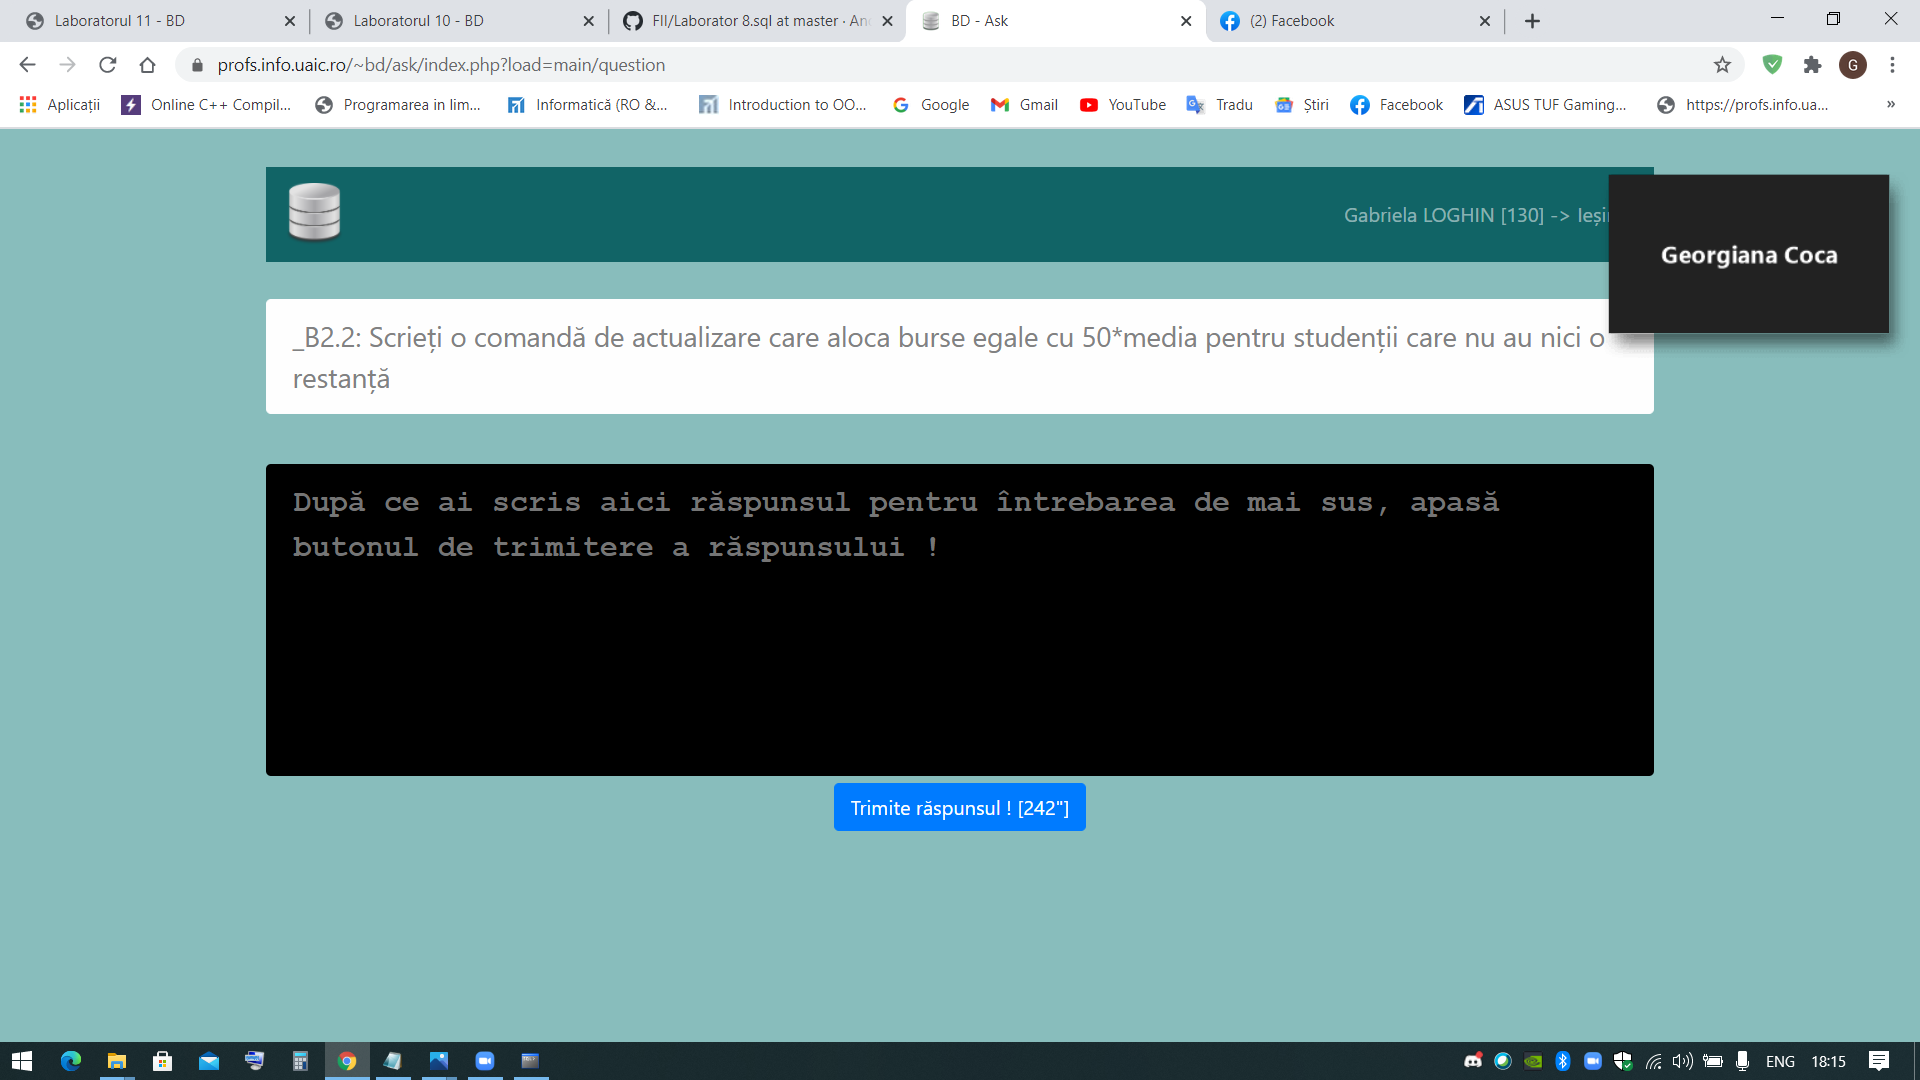 Laboratorul 11 - BD
Laboratorul 10 - BD
FII/Laborator 8.sql at master · And
BD - Ask
(2) Facebook
profs.info.uaic.ro/~bd/ask/index.php?load=main/question
G
Aplicații
Online C++ Compil...
Programarea in lim...
Informatică (RO &...
Introduction to OO...
Google
Gmail
YouTube
Tradu
Știri
Facebook
ASUS TUF Gaming...
https://profs.info.ua...
»
Gabriela LOGHIN [130] -> Ieși
Georgiana Coca
_B2.2: Scrieți o comandă de actualizare care aloca burse egale cu 50*media pentru studenții care nu au nici o
restanță
După ce ai scris aici răspunsul pentru întrebarea de mai sus, apasă
butonul de trimitere a răspunsului !
Trimite răspunsul ! [242"]
ENG
18:15